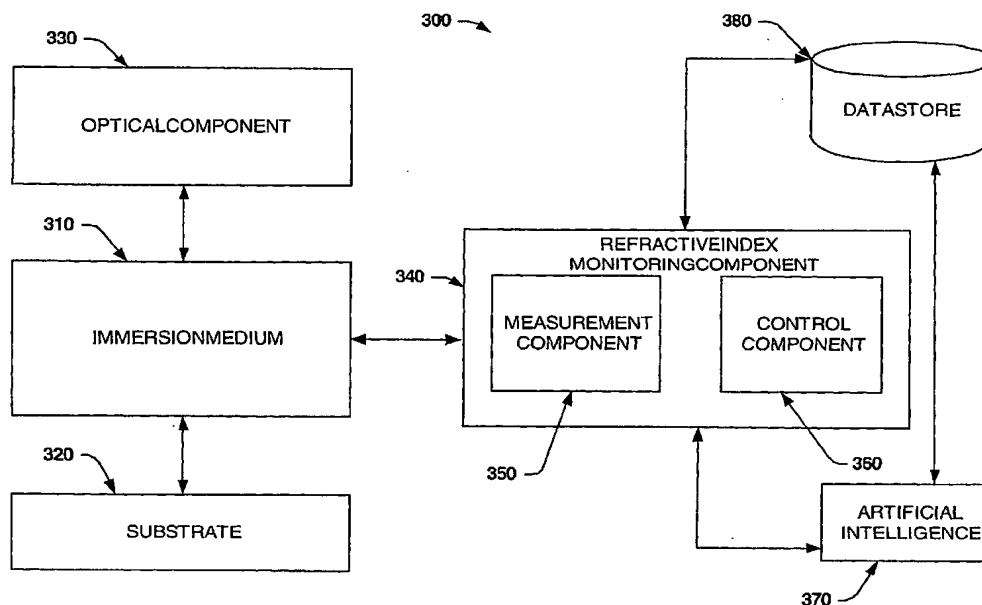 300
330
380
OPTICALCOMPONENT
DATASTORE
310
REFRACTIVEINDEX
MONITORINGCOMPONENT
340
IMMERSIONMEDIUM
MEASUREMENT
COMPONENT
CONTROL
COMPONENT
320
350
360
SUBSTRATE
ARTIFICIAL
INTELLIGENCE
370